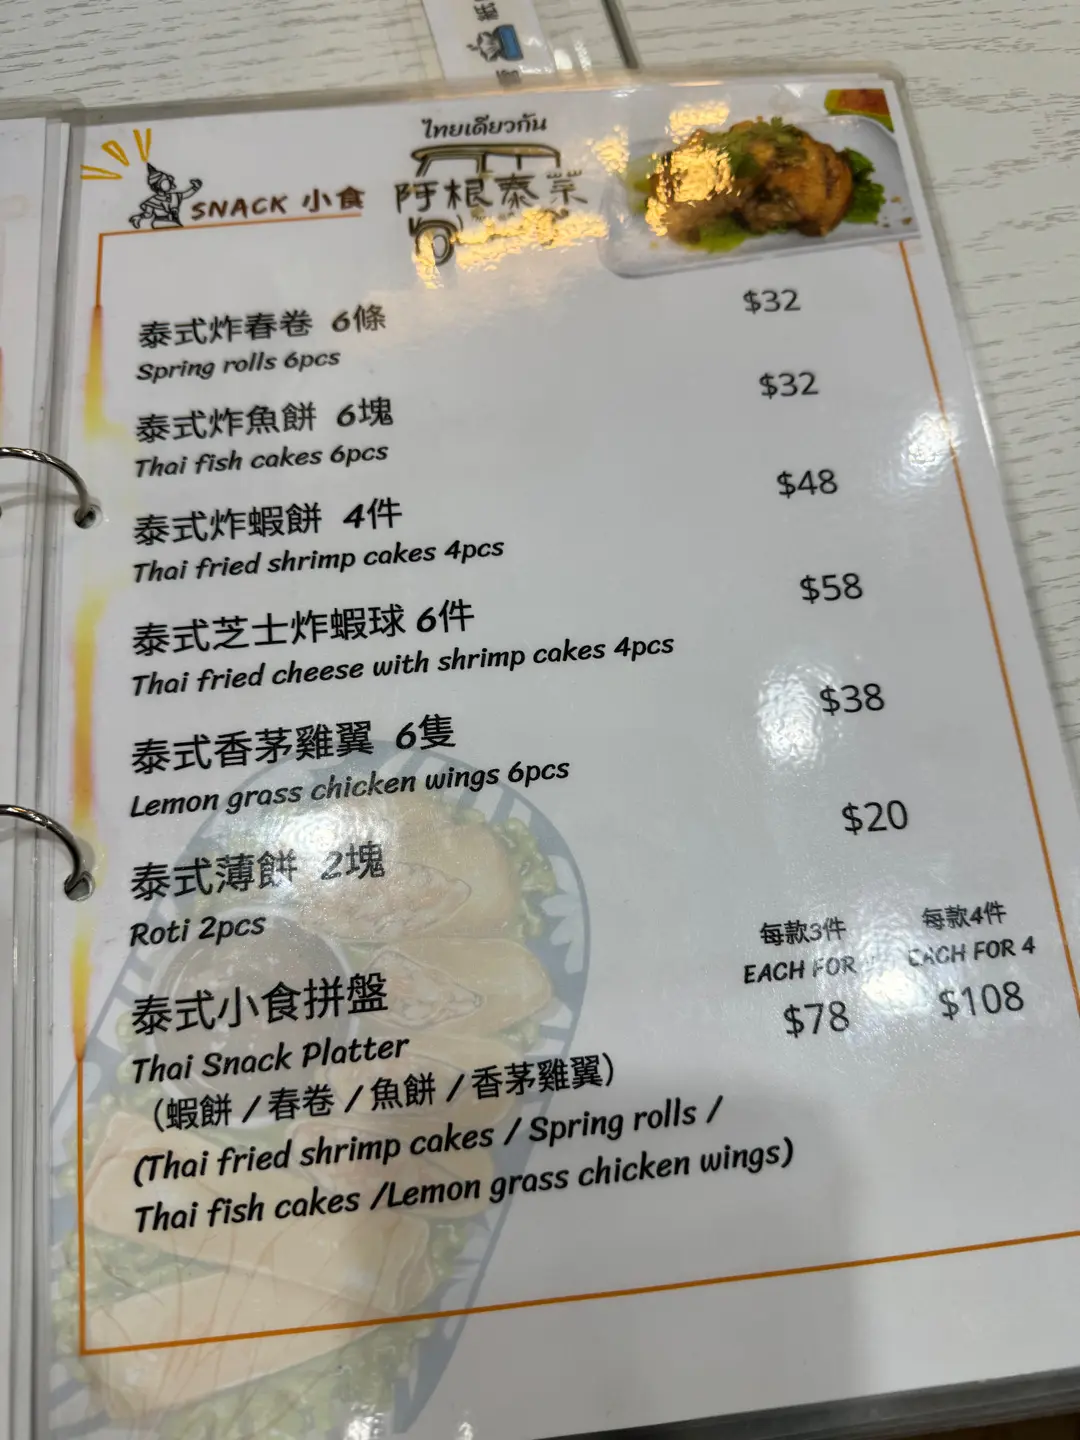 ไทยเดียวกัน
SNACK 小食
阿根泰菜
$32
泰式炸春卷 6條
Spring rolls 6pcs
$32
泰式炸魚餅 6塊
Thai fish cakes 6pcs
$48
泰式炸蝦餅 4件
Thai fried shrimp cakes 4pcs
$58
泰式芝士炸蝦球 6件
Thai fried cheese with shrimp cakes 4pcs
$38
泰式香茅雞翼 6隻
Lemon grass chicken wings 6pcs
$20
泰式薄餅 2塊
Roti 2pcs
每款3件 每款4件
EACH FOR EACH FOR 4
泰式小食拼盤 $78 $108
Thai Snack Platter
（蝦餅 / 春卷 / 魚餅 / 香茅雞翼）
(Thai fried shrimp cakes / Spring rolls /
Thai fish cakes /Lemon grass chicken wings)